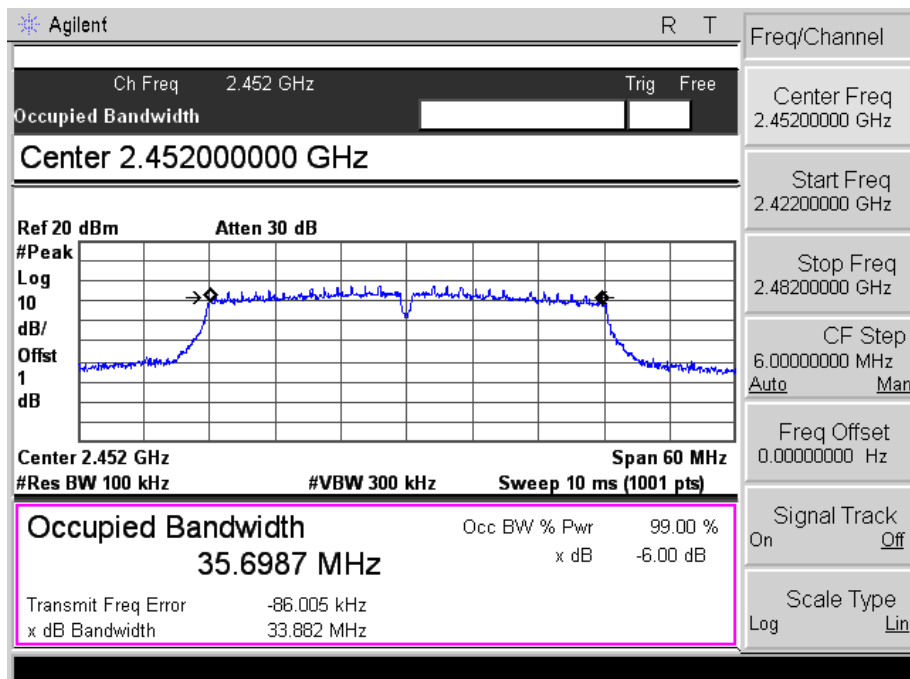 Agilent R T
Ch Freq 2.452 GHz Trig Free
Occupied Bandwidth
Center 2.452000000 GHz
Ref 20 dBm Atten 30 dB
#Peak
Log
10
dB/
Offst
1
dB
Center 2.452 GHz Span 60 MHz
#Res BW 100 kHz #VBW 300 kHz Sweep 10 ms (1001 pts)
Occupied Bandwidth
35.6987 MHz
Occ BW % Pwr 99.00 %
x dB -6.00 dB
Transmit Freq Error -86.005 kHz
x dB Bandwidth 33.882 MHz
Freq/Channel
Center Freq
2.45200000 GHz
Start Freq
2.42200000 GHz
Stop Freq
2.48200000 GHz
CF Step
6.00000000 MHz
Auto Man
Freq Offset
0.00000000 Hz
Signal Track
On Off
Scale Type
Log Lin